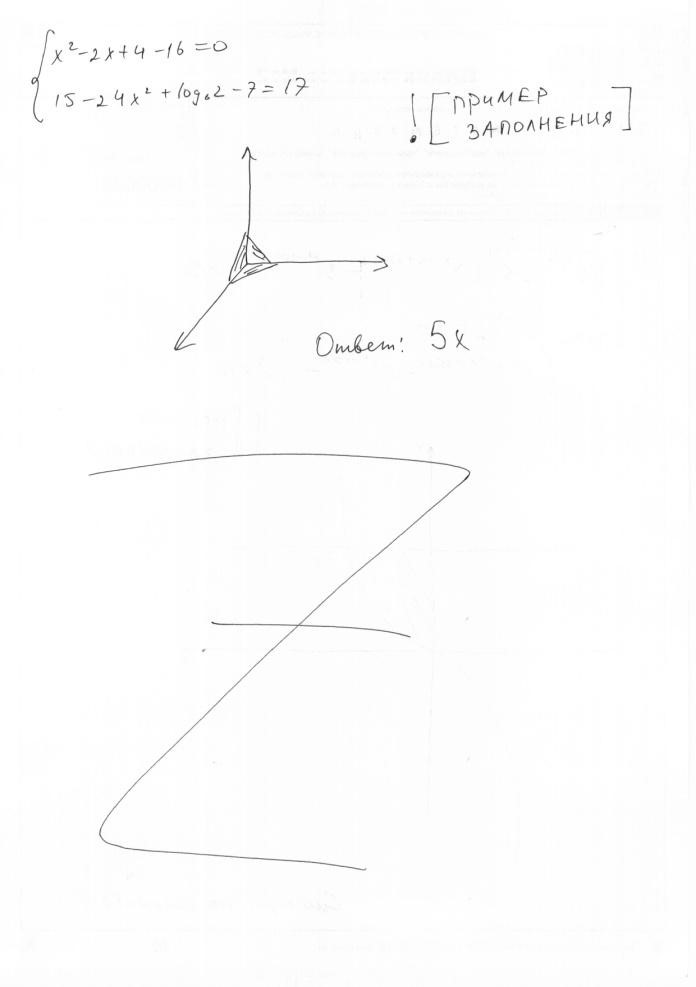 x²-2x+4-16=0
15-24x²+log₆2-7=17
! [ПРИМЕР
ЗАПОЛНЕНИЯ]
Ответ: 5x
Z